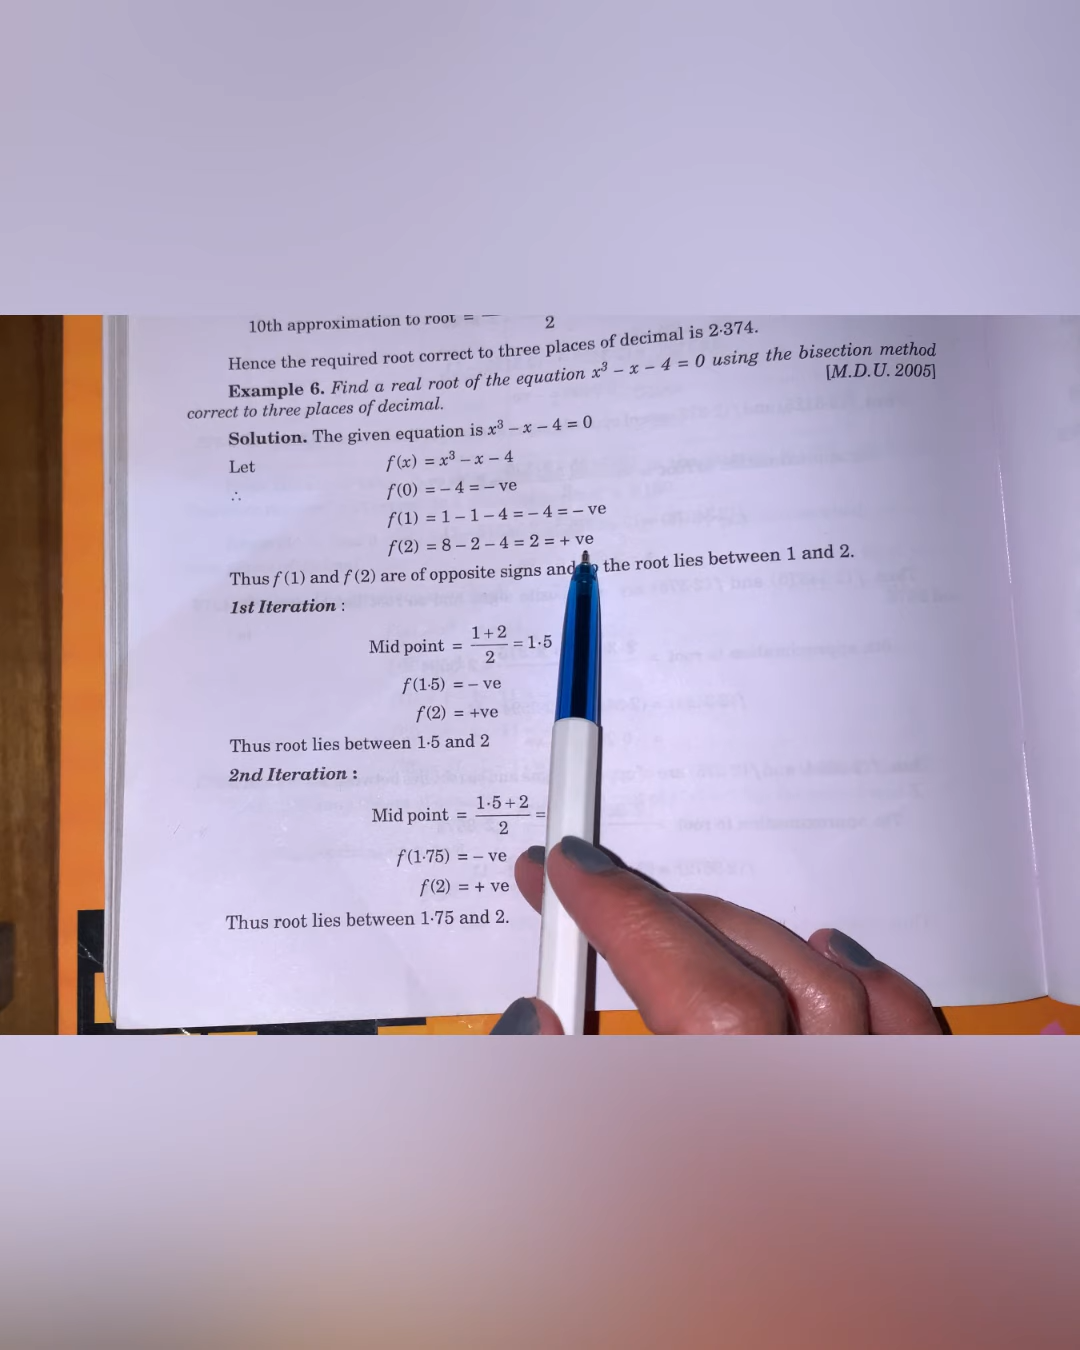 10th approximation to root = —
2
Hence the required root correct to three places of decimal is 2·374.
Example 6. Find a real root of the equation x³ – x – 4 = 0 using the bisection method
correct to three places of decimal. [M.D.U. 2005]
Solution. The given equation is x³ – x – 4 = 0
Let f(x) = x³ – x – 4
∴ f(0) = – 4 = – ve
f(1) = 1 – 1 – 4 = – 4 = – ve
f(2) = 8 – 2 – 4 = 2 = + ve
Thus f(1) and f(2) are of opposite signs and the root lies between 1 and 2.
1st Iteration :
Mid point = (1 + 2)/2 = 1·5
f(1·5) = – ve
f(2) = +ve
Thus root lies between 1·5 and 2
2nd Iteration :
Mid point = (1·5 + 2)/2 =
f(1·75) = – ve
f(2) = + ve
Thus root lies between 1·75 and 2.